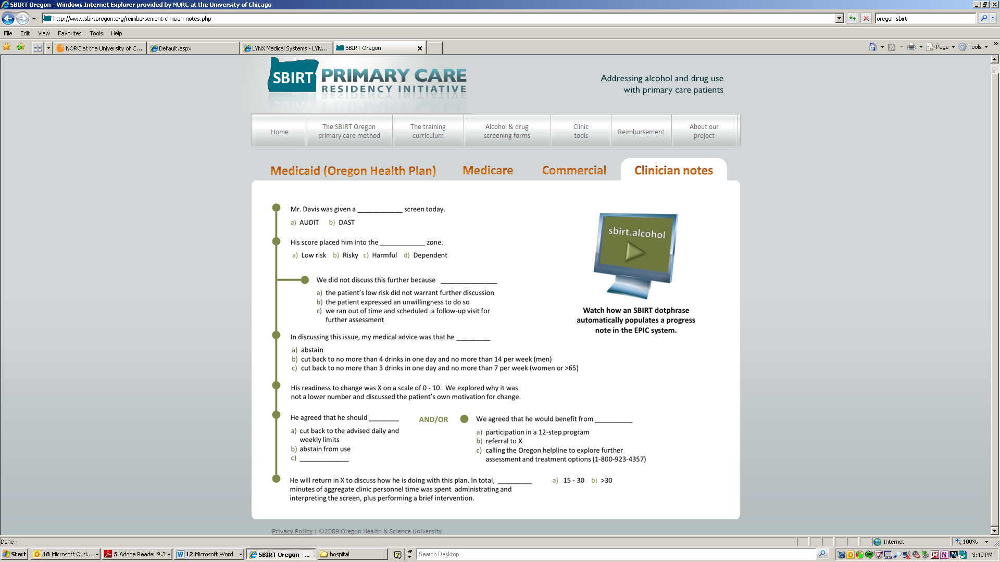 SBIRT Oregon - Windows Internet Explorer provided by NORC at the University of Chicago
http://www.sbirtoregon.org/reimbursement-clinician-notes.php
oregon sbirt
File Edit View Favorites Tools Help
NORC at the University of C...
Default.aspx
LYNX Medical Systems - LYN...
SBIRT Oregon
Page
Tools
SBIRT PRIMARY CARE
RESIDENCY INITIATIVE
Addressing alcohol and drug use
with primary care patients
Home
The SBIRT Oregon
primary care method
The training
curriculum
Alcohol & drug
screening forms
Clinic
tools
Reimbursement
About our
project
Medicaid (Oregon Health Plan) Medicare Commercial Clinician notes
Mr. Davis was given a ____________ screen today.
a) AUDIT b) DAST
His score placed him into the ____________ zone.
a) Low risk b) Risky c) Harmful d) Dependent
We did not discuss this further because _______________
a) the patient's low risk did not warrant further discussion
b) the patient expressed an unwillingness to do so
c) we ran out of time and scheduled a follow-up visit for
further assessment
sbirt.alcohol
Watch how an SBIRT dotphrase
automatically populates a progress
note in the EPIC system.
In discussing this issue, my medical advice was that he _________
a) abstain
b) cut back to no more than 4 drinks in one day and no more than 14 per week (men)
c) cut back to no more than 3 drinks in one day and no more than 7 per week (women or >65)
His readiness to change was X on a scale of 0 - 10. We explored why it was
not a lower number and discussed the patient's own motivation for change.
He agreed that he should ________
a) cut back to the advised daily and
weekly limits
b) abstain from use
c) _____________
AND/OR
We agreed that he would benefit from __________
a) participation in a 12-step program
b) referral to X
c) calling the Oregon helpline to explore further
assessment and treatment options (1-800-923-4357)
He will return in X to discuss how he is doing with this plan. In total, _________
minutes of aggregate clinic personnel time was spent administrating and
interpreting the screen, plus performing a brief intervention.
a) 15 - 30 b) >30
Privacy Policy | ©2009 Oregon Health & Science University
Done
Internet
100%
Start
18 Microsoft Outl...
5 Adobe Reader 9.3
12 Microsoft Word
SBIRT Oregon - ...
hospital
Search Desktop
3:40 PM